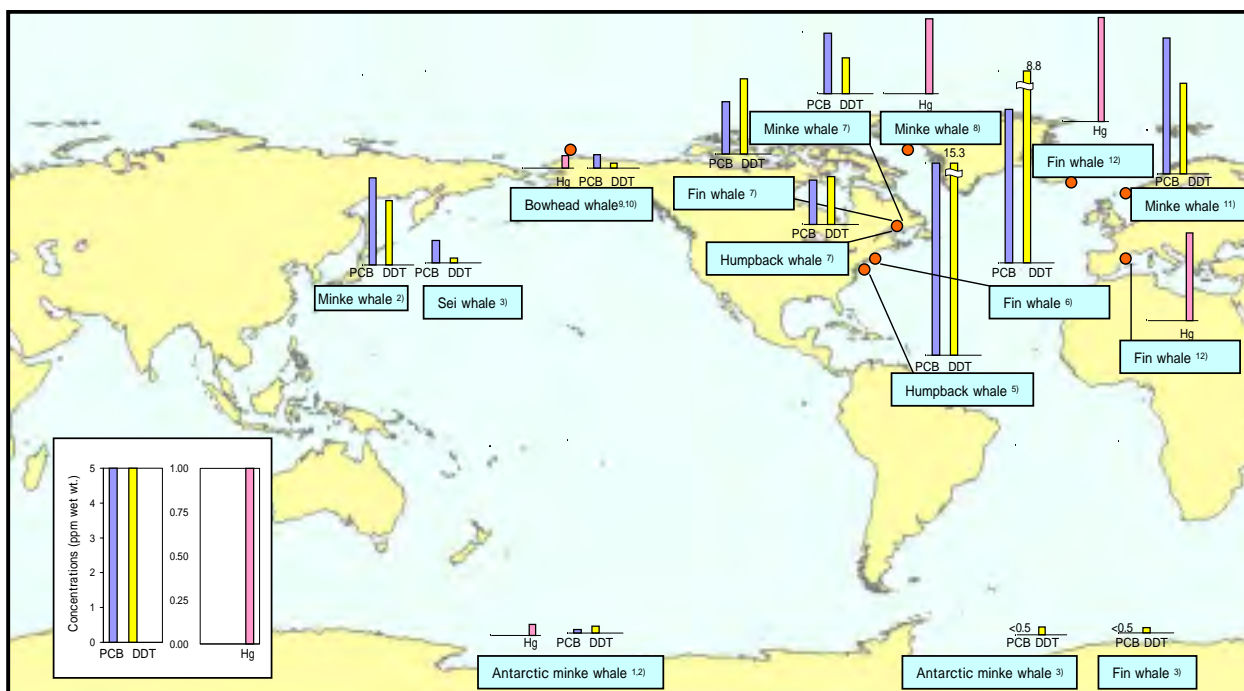 8.8
PCB DDT
Hg
Hg
Minke whale 7)
Minke whale 8)
15.3
PCB DDT
Fin whale 12)
PCB DDT
Hg
PCB DDT
Bowhead whale9,10)
Fin whale 7)
Minke whale 11)
PCB DDT
Humpback whale 7)
PCB DDT
PCB DDT
PCB DDT
Minke whale 2)
Sei whale 3)
Fin whale 6)
Hg
Fin whale 12)
PCB DDT
Humpback whale 5)
Concentrations (ppm wet wt.)
5
4
3
2
1
0
PCB DDT
1.00
0.75
0.50
0.25
0.00
Hg
Hg
PCB DDT
Antarctic minke whale 1,2)
<0.5
PCB DDT
Antarctic minke whale 3)
<0.5
PCB DDT
Fin whale 3)